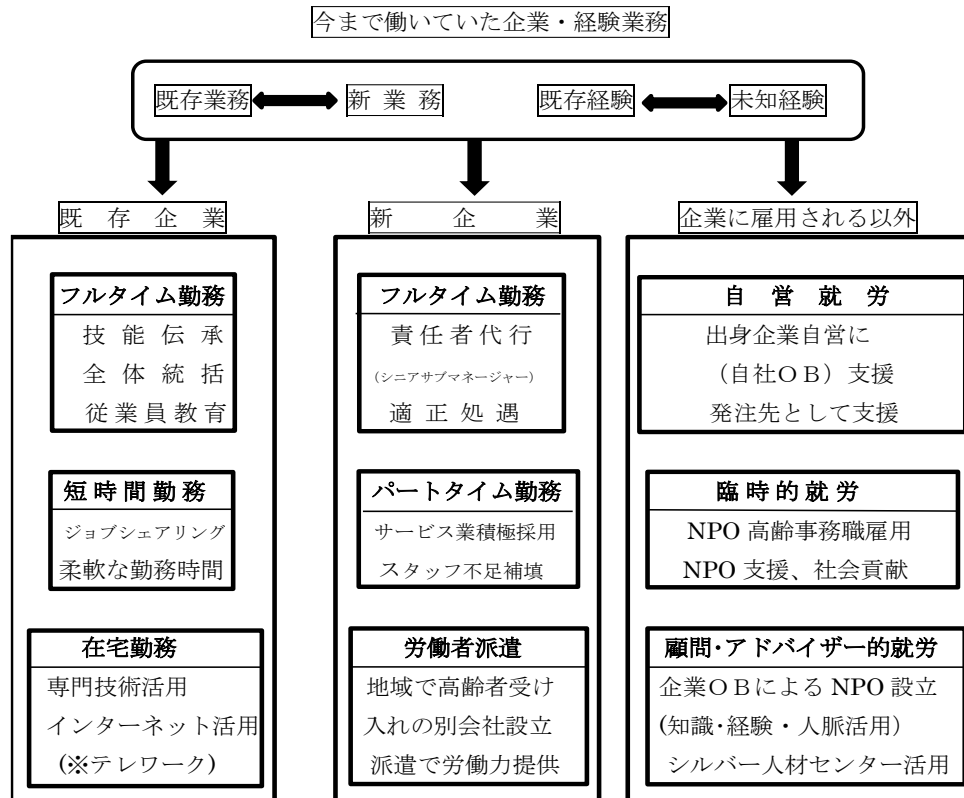 今まで働いていた企業・経験業務
既存業務 新業務 既存経験 未知経験
既存企業 新企業 企業に雇用される以外
フルタイム勤務
技能伝承
全体統括
従業員教育
短時間勤務
ジョブシェアリング
柔軟な勤務時間
在宅勤務
専門技術活用
インターネット活用
(※テレワーク)
フルタイム勤務
責任者代行
(シニアサブマネージャー)
適正処遇
パートタイム勤務
サービス業積極採用
スタッフ不足補填
労働者派遣
地域で高齢者受け
入れの別会社設立
派遣で労働力提供
自営就労
出身企業自営に
(自社OB)支援
発注先として支援
臨時的就労
NPO 高齢事務職雇用
NPO 支援、社会貢献
顧問・アドバイザー的就労
企業OBによる NPO 設立
(知識・経験・人脈活用)
シルバー人材センター活用